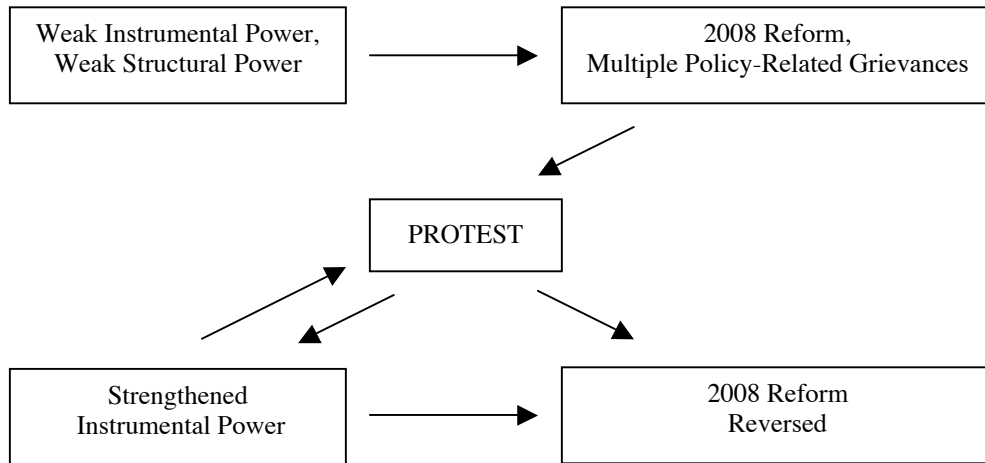 Weak Instrumental Power,
Weak Structural Power
2008 Reform,
Multiple Policy-Related Grievances
PROTEST
Strengthened
Instrumental Power
2008 Reform
Reversed